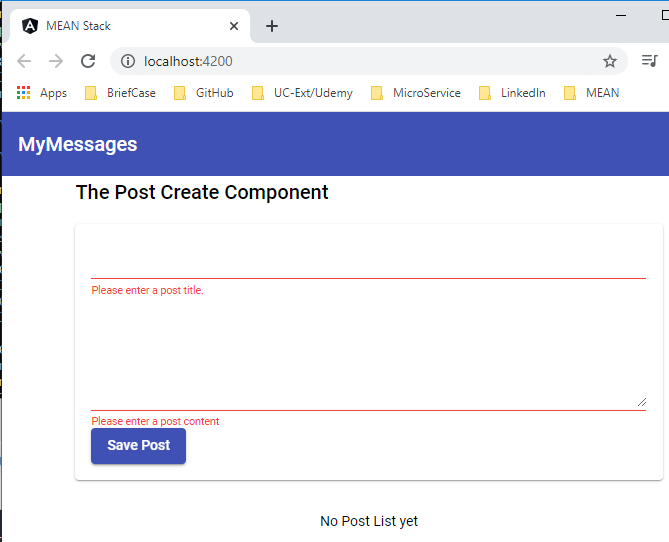 MEAN Stack
localhost:4200
Apps BriefCase GitHub UC-Ext/Udemy MicroService LinkedIn MEAN
MyMessages
The Post Create Component
Please enter a post title.
Please enter a post content
Save Post
No Post List yet